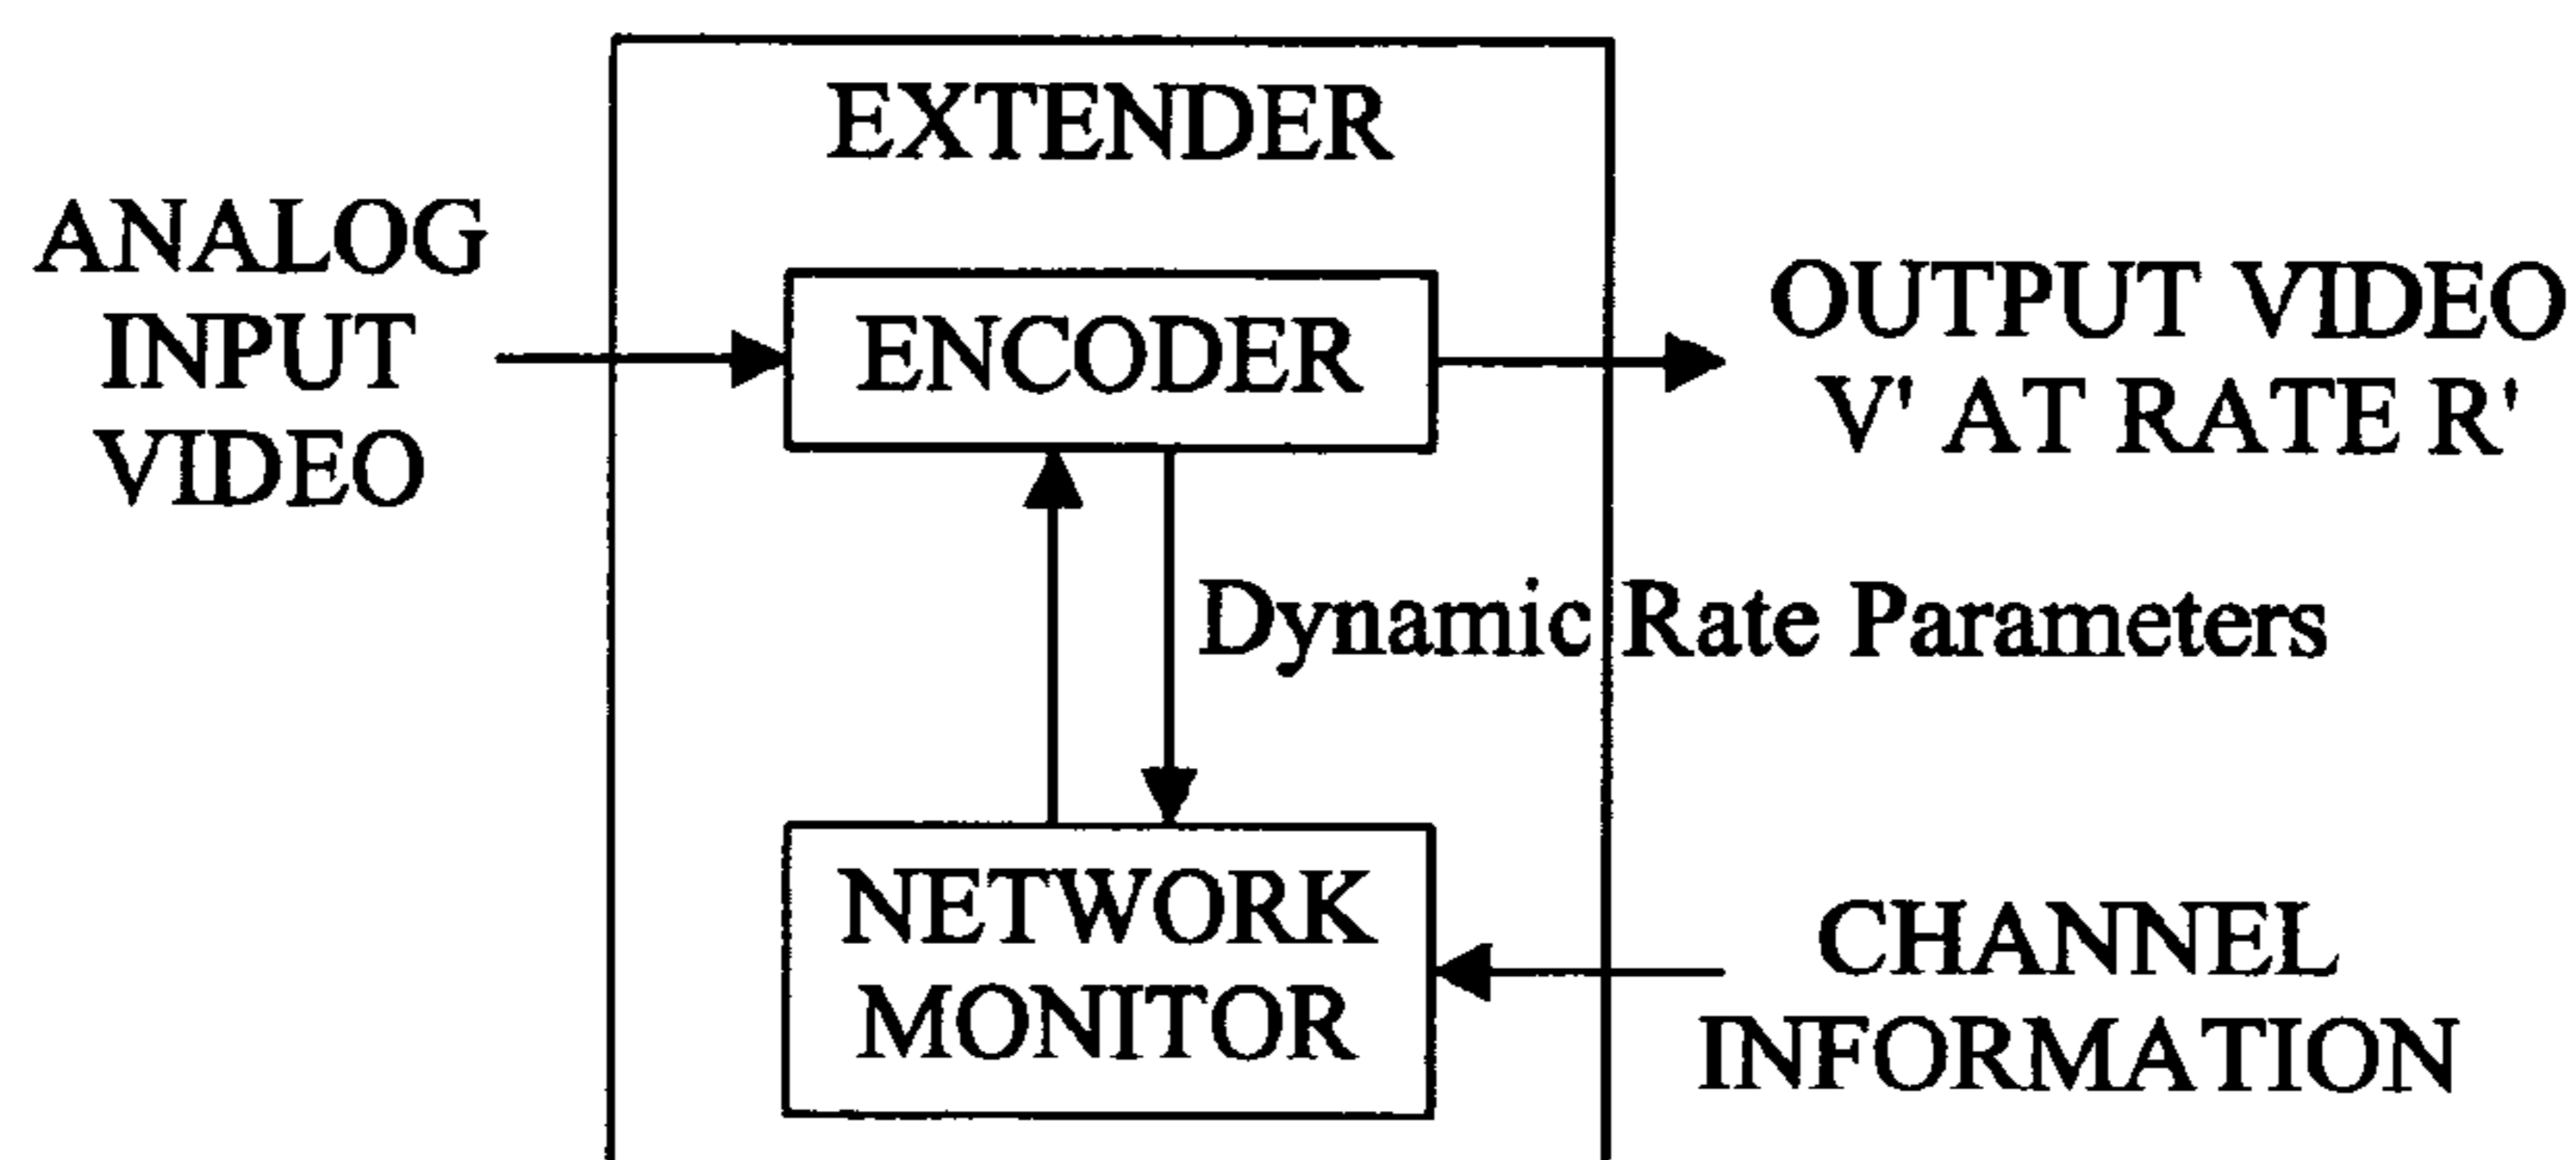 EXTENDER
ANALOG
INPUT
VIDEO
ENCODER
OUTPUT VIDEO
V' AT RATE R'
Dynamic Rate Parameters
NETWORK
MONITOR
CHANNEL
INFORMATION